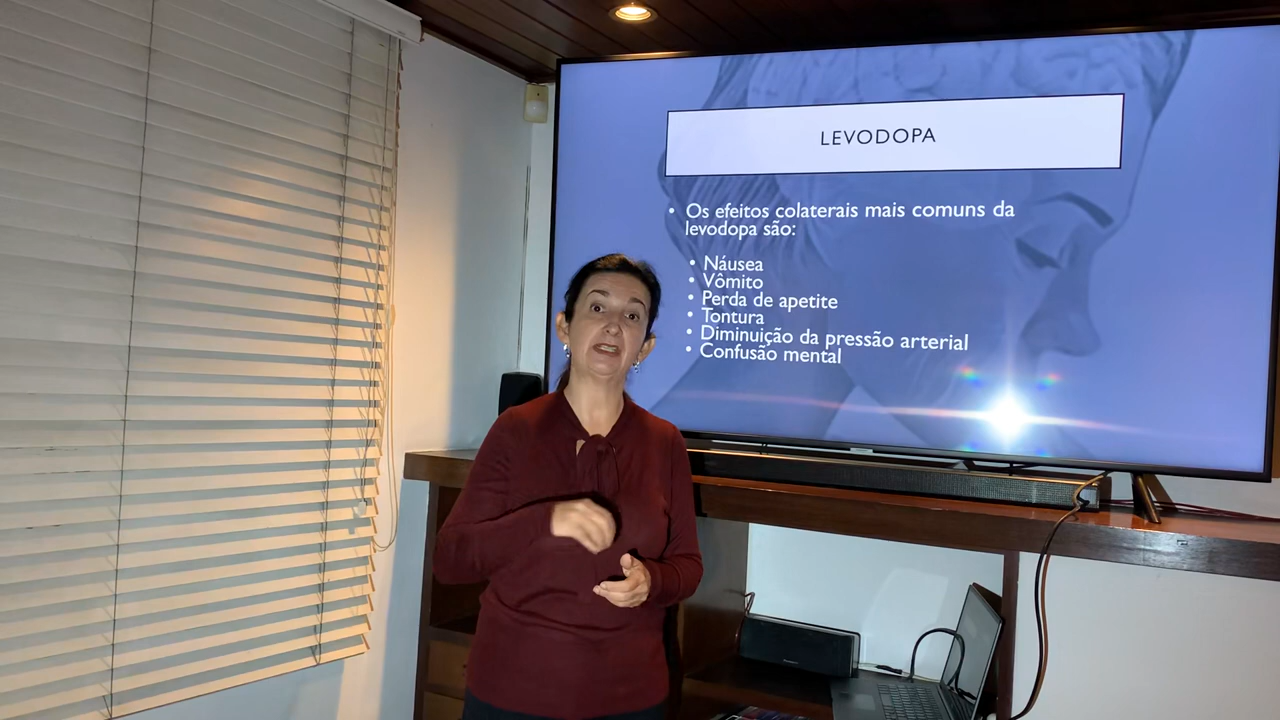 LEVODOPA
• Os efeitos colaterais mais comuns da
levodopa são:
• Náusea
• Vômito
• Perda de apetite
• Tontura
• Diminuição da pressão arterial
• Confusão mental